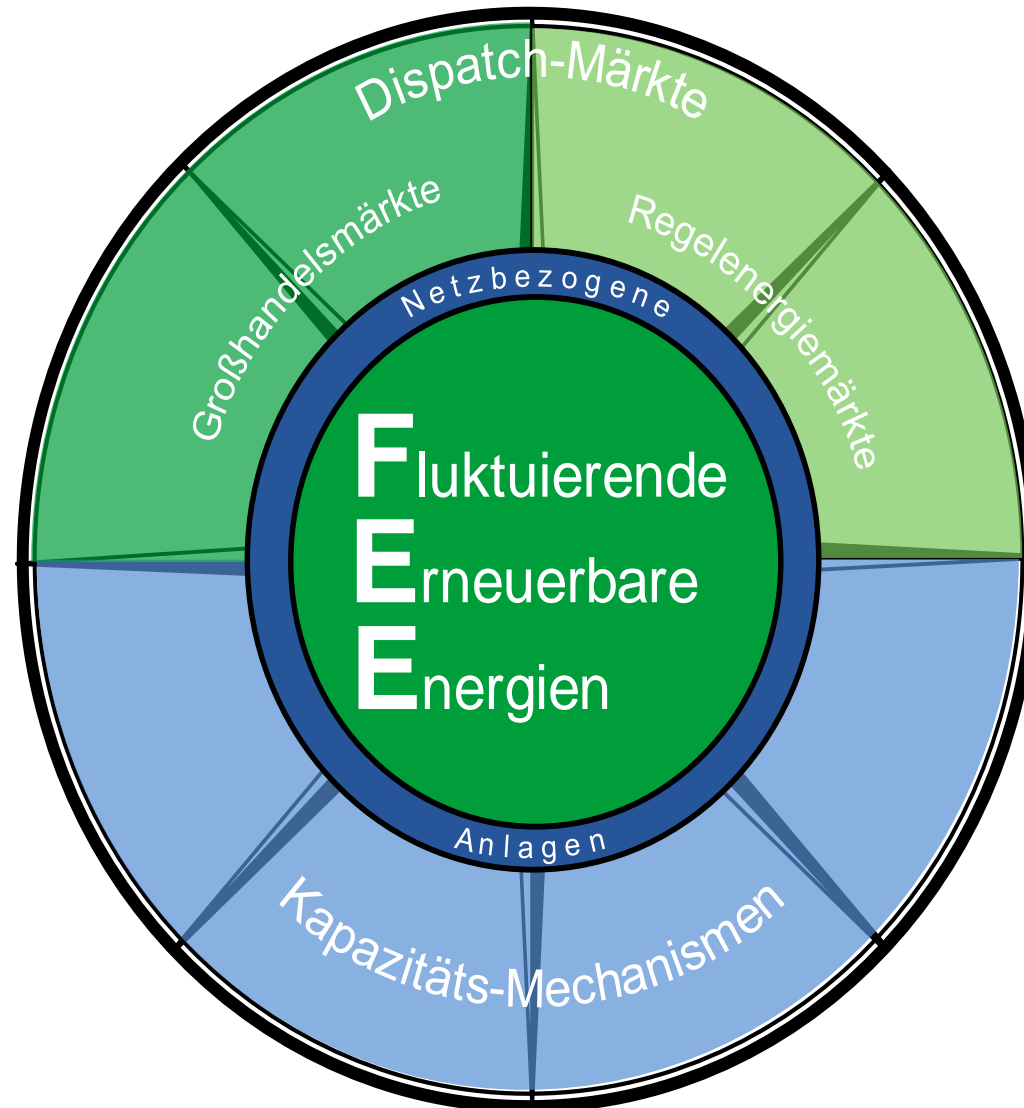 Dispatch-Märkte
Großhandelsmärkte
Regelenergiemärkte
Netzbezogene
Fluktuierende
Erneuerbare
Energien
Anlagen
Kapazitäts-Mechanismen